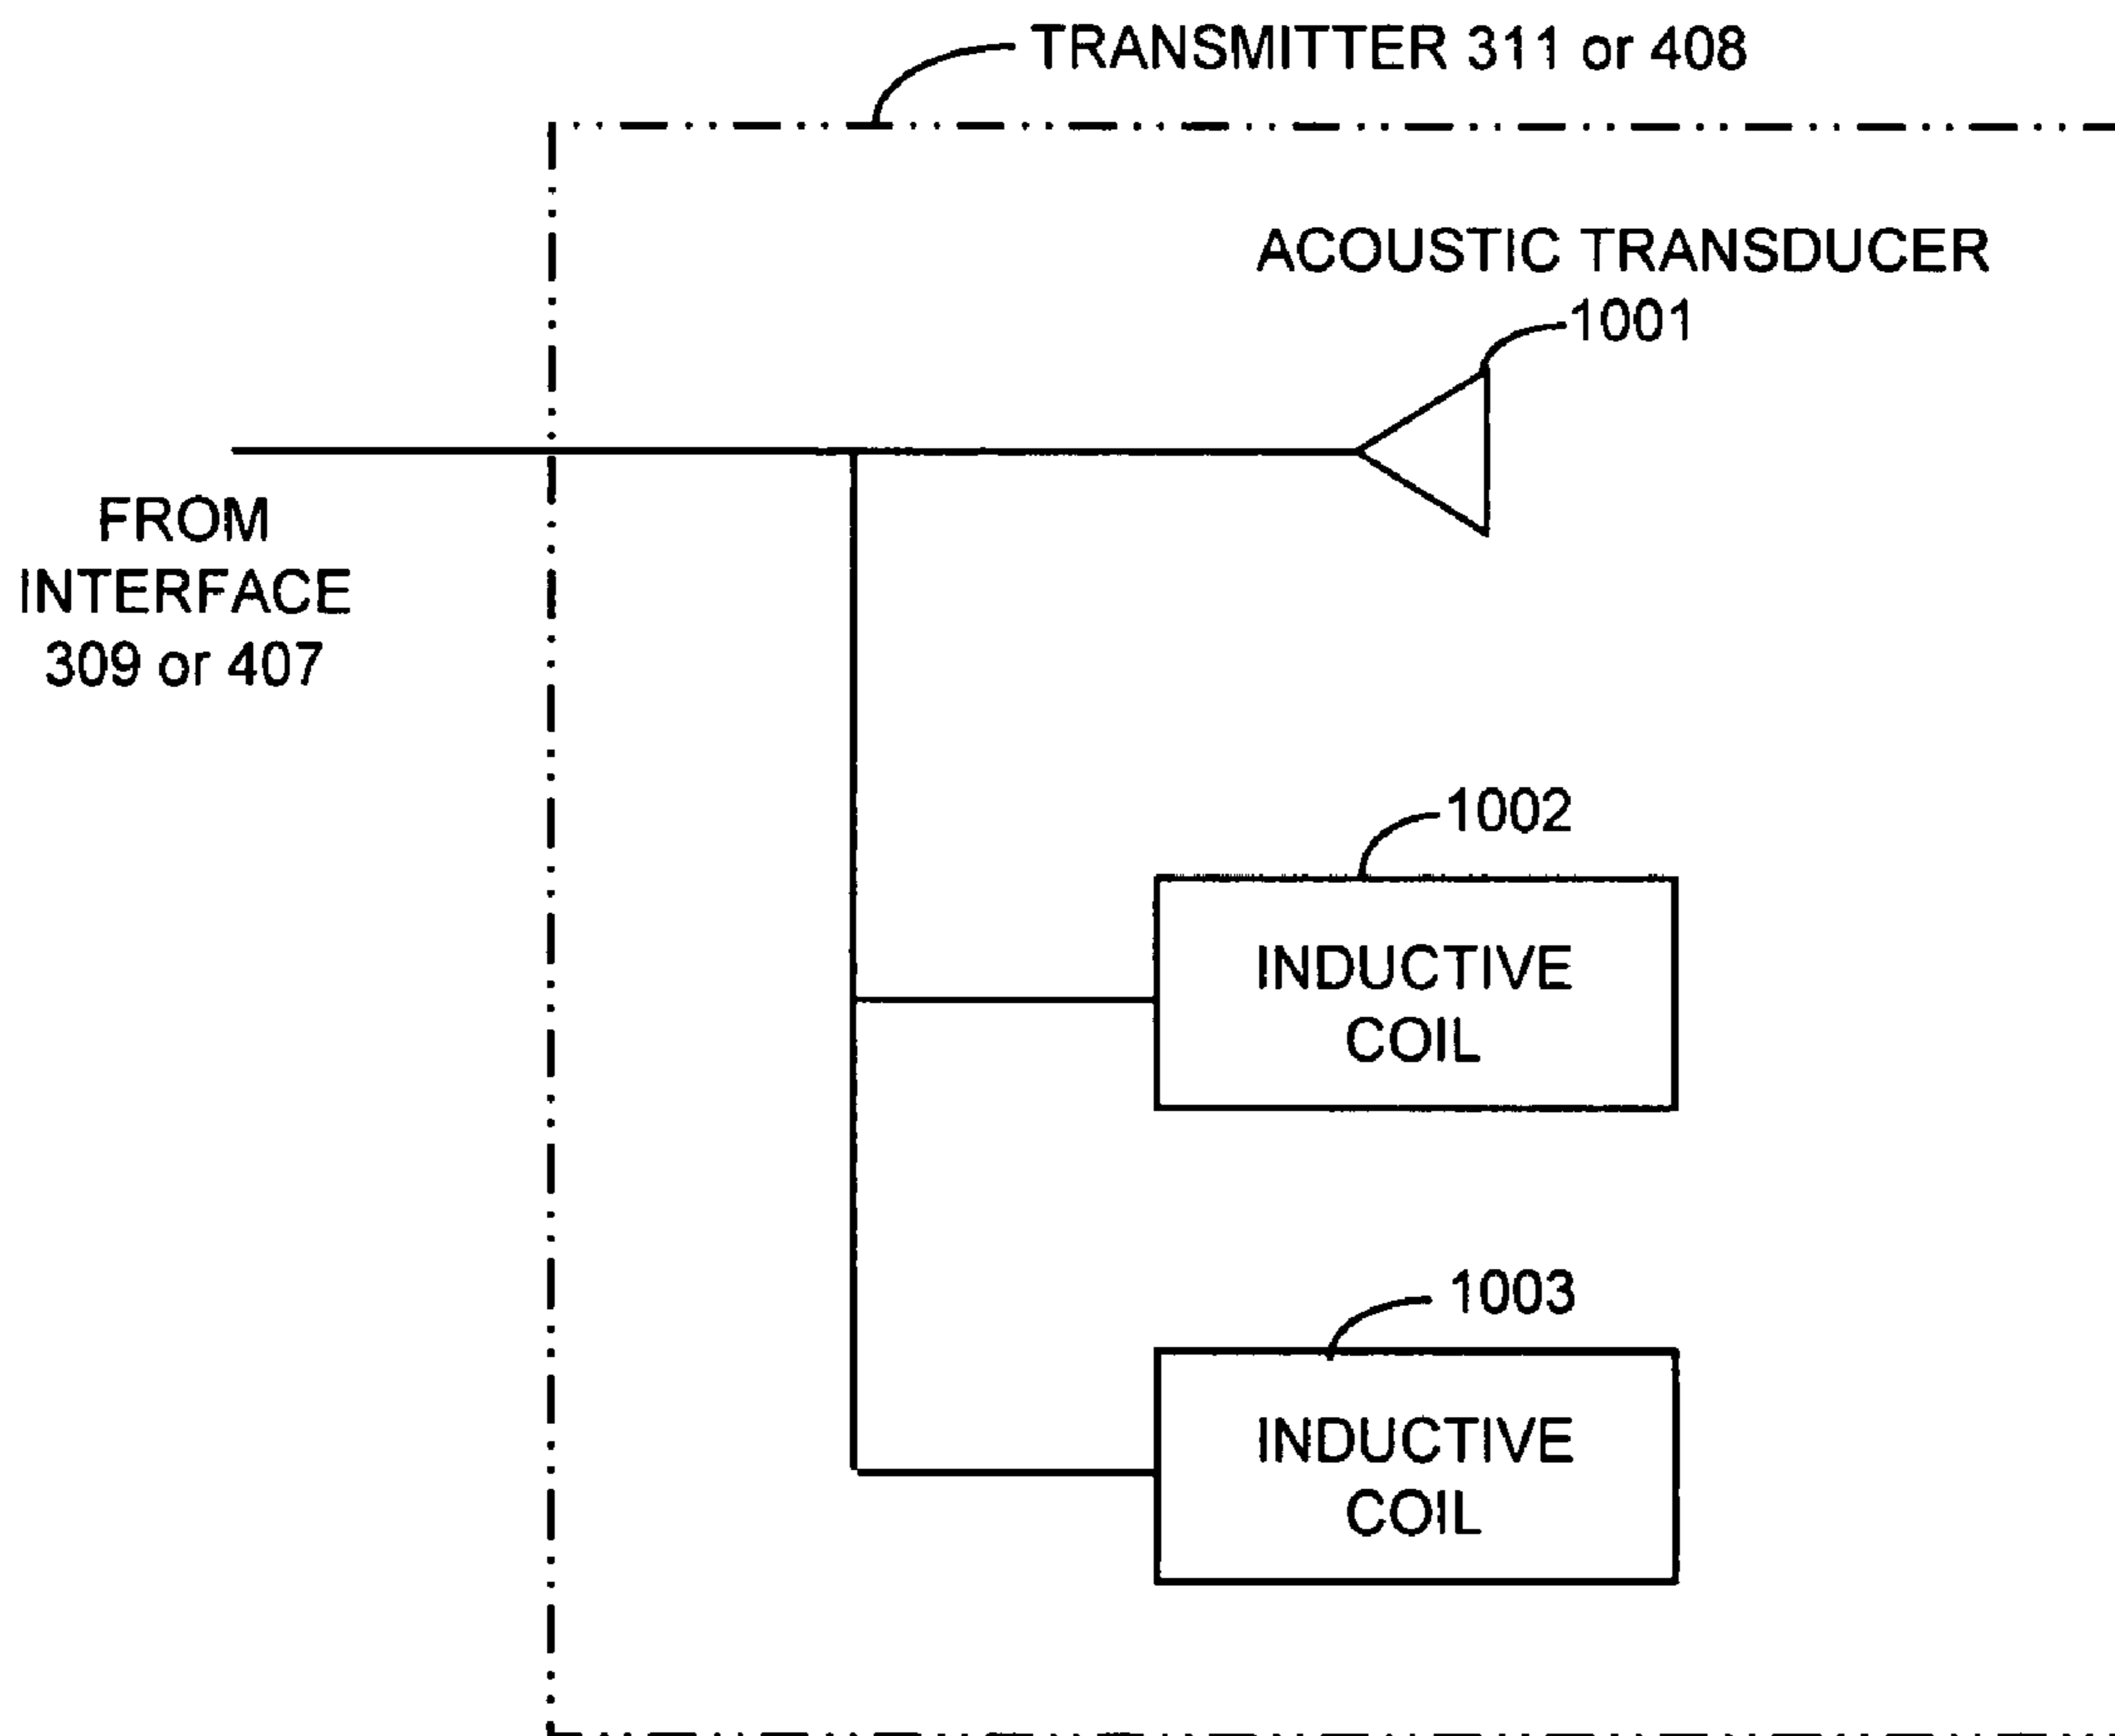 TRANSMITTER 311 or 408
ACOUSTIC TRANSDUCER
1001
FROM
INTERFACE
309 or 407
1002
INDUCTIVE
COIL
1003
INDUCTIVE
COIL